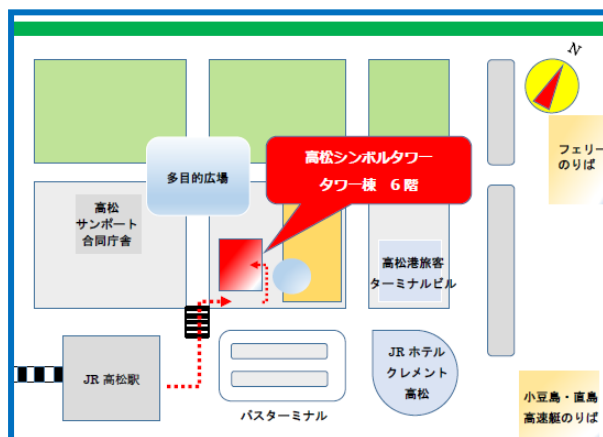 N
フェリー
のりば
高松シンボルタワー
タワー棟 6階
多目的広場
高松
サンポート
合同庁舎
高松港旅客
ターミナルビル
JR 高松駅
バスターミナル
JR ホテル
クレメント
高松
小豆島・直島
高速艇のりば